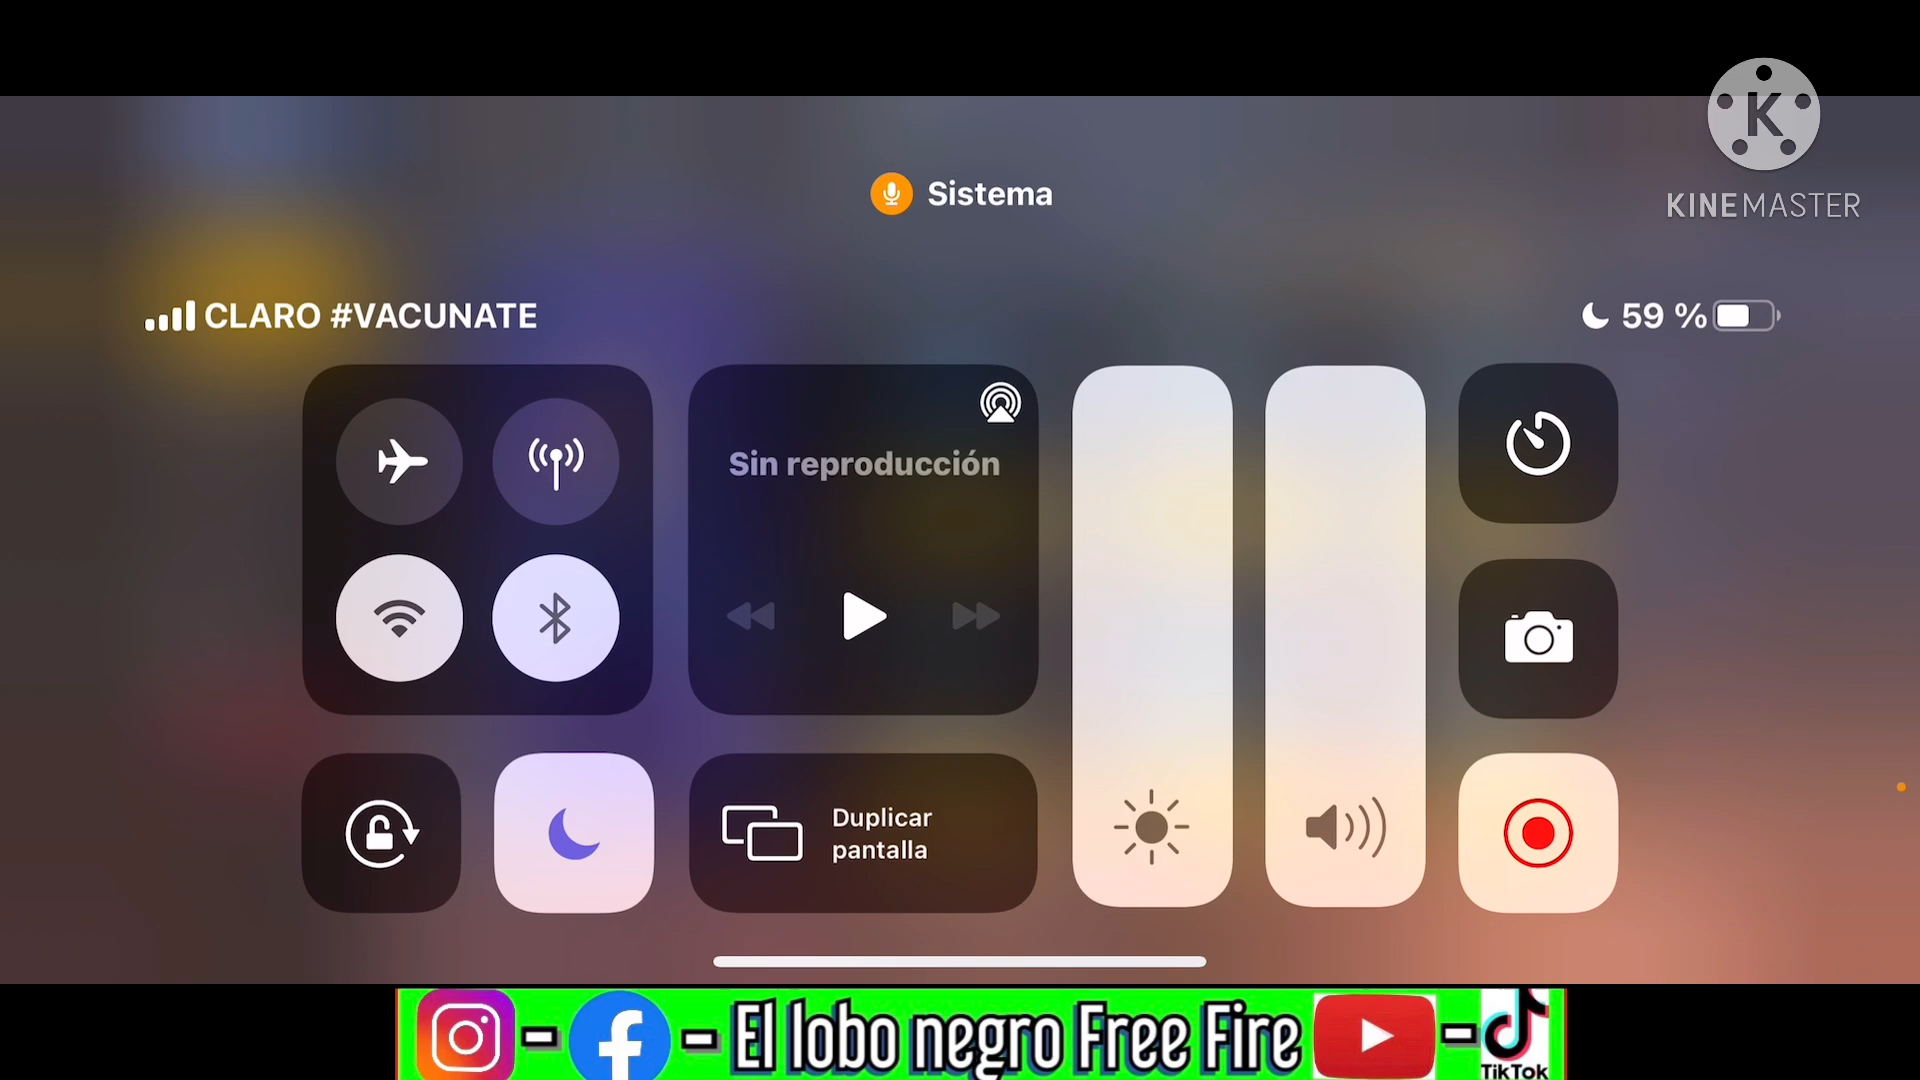 K
KINEMASTER
Sistema
CLARO #VACUNATE
59 %
Sin reproducción
Duplicar
pantalla
El lobo negro Free Fire
TikTok